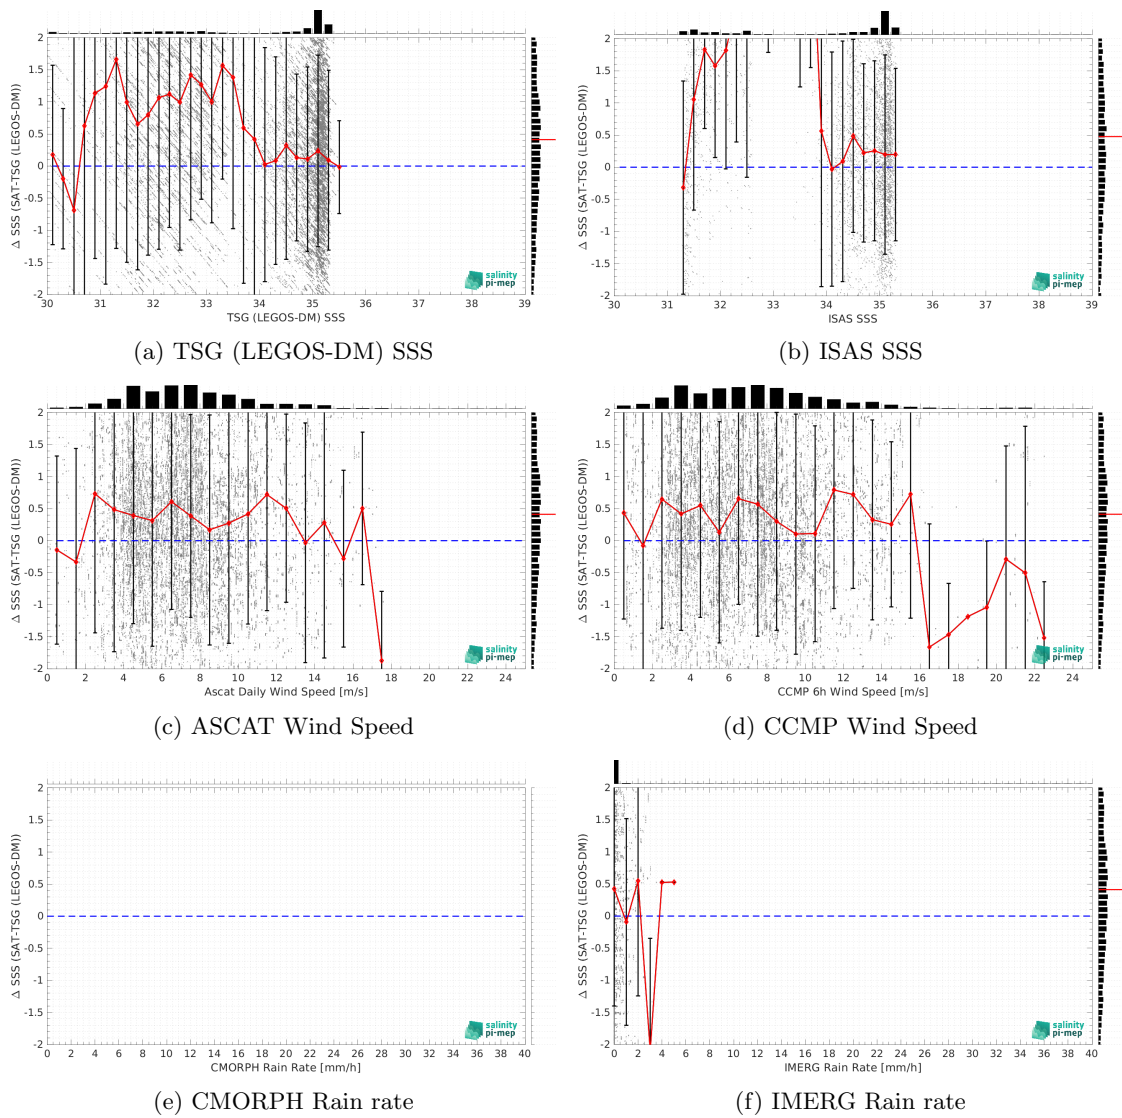 2
1.5
1
0.5
0
-0.5
-1
-1.5
-2
Δ SSS (SAT-TSG (LEGOS-DM))
30 31 32 33 34 35 36 37 38 39
TSG (LEGOS-DM) SSS
salinity
pi-mep
(a) TSG (LEGOS-DM) SSS
2
1.5
1
0.5
0
-0.5
-1
-1.5
-2
Δ SSS (SAT-TSG (LEGOS-DM))
30 31 32 33 34 35 36 37 38 39
ISAS SSS
salinity
pi-mep
(b) ISAS SSS
2
1.5
1
0.5
0
-0.5
-1
-1.5
-2
Δ SSS (SAT-TSG (LEGOS-DM))
0 2 4 6 8 10 12 14 16 18 20 22 24
Ascat Daily Wind Speed [m/s]
salinity
pi-mep
(c) ASCAT Wind Speed
2
1.5
1
0.5
0
-0.5
-1
-1.5
-2
Δ SSS (SAT-TSG (LEGOS-DM))
0 2 4 6 8 10 12 14 16 18 20 22 24
CCMP 6h Wind Speed [m/s]
salinity
pi-mep
(d) CCMP Wind Speed
2
1.5
1
0.5
0
-0.5
-1
-1.5
-2
Δ SSS (SAT-TSG (LEGOS-DM))
0 2 4 6 8 10 12 14 16 18 20 22 24 26 28 30 32 34 36 38 40
CMORPH Rain Rate [mm/h]
salinity
pi-mep
(e) CMORPH Rain rate
2
1.5
1
0.5
0
-0.5
-1
-1.5
-2
Δ SSS (SAT-TSG (LEGOS-DM))
0 2 4 6 8 10 12 14 16 18 20 22 24 26 28 30 32 34 36 38 40
IMERG Rain Rate [mm/h]
salinity
pi-mep
(f) IMERG Rain rate